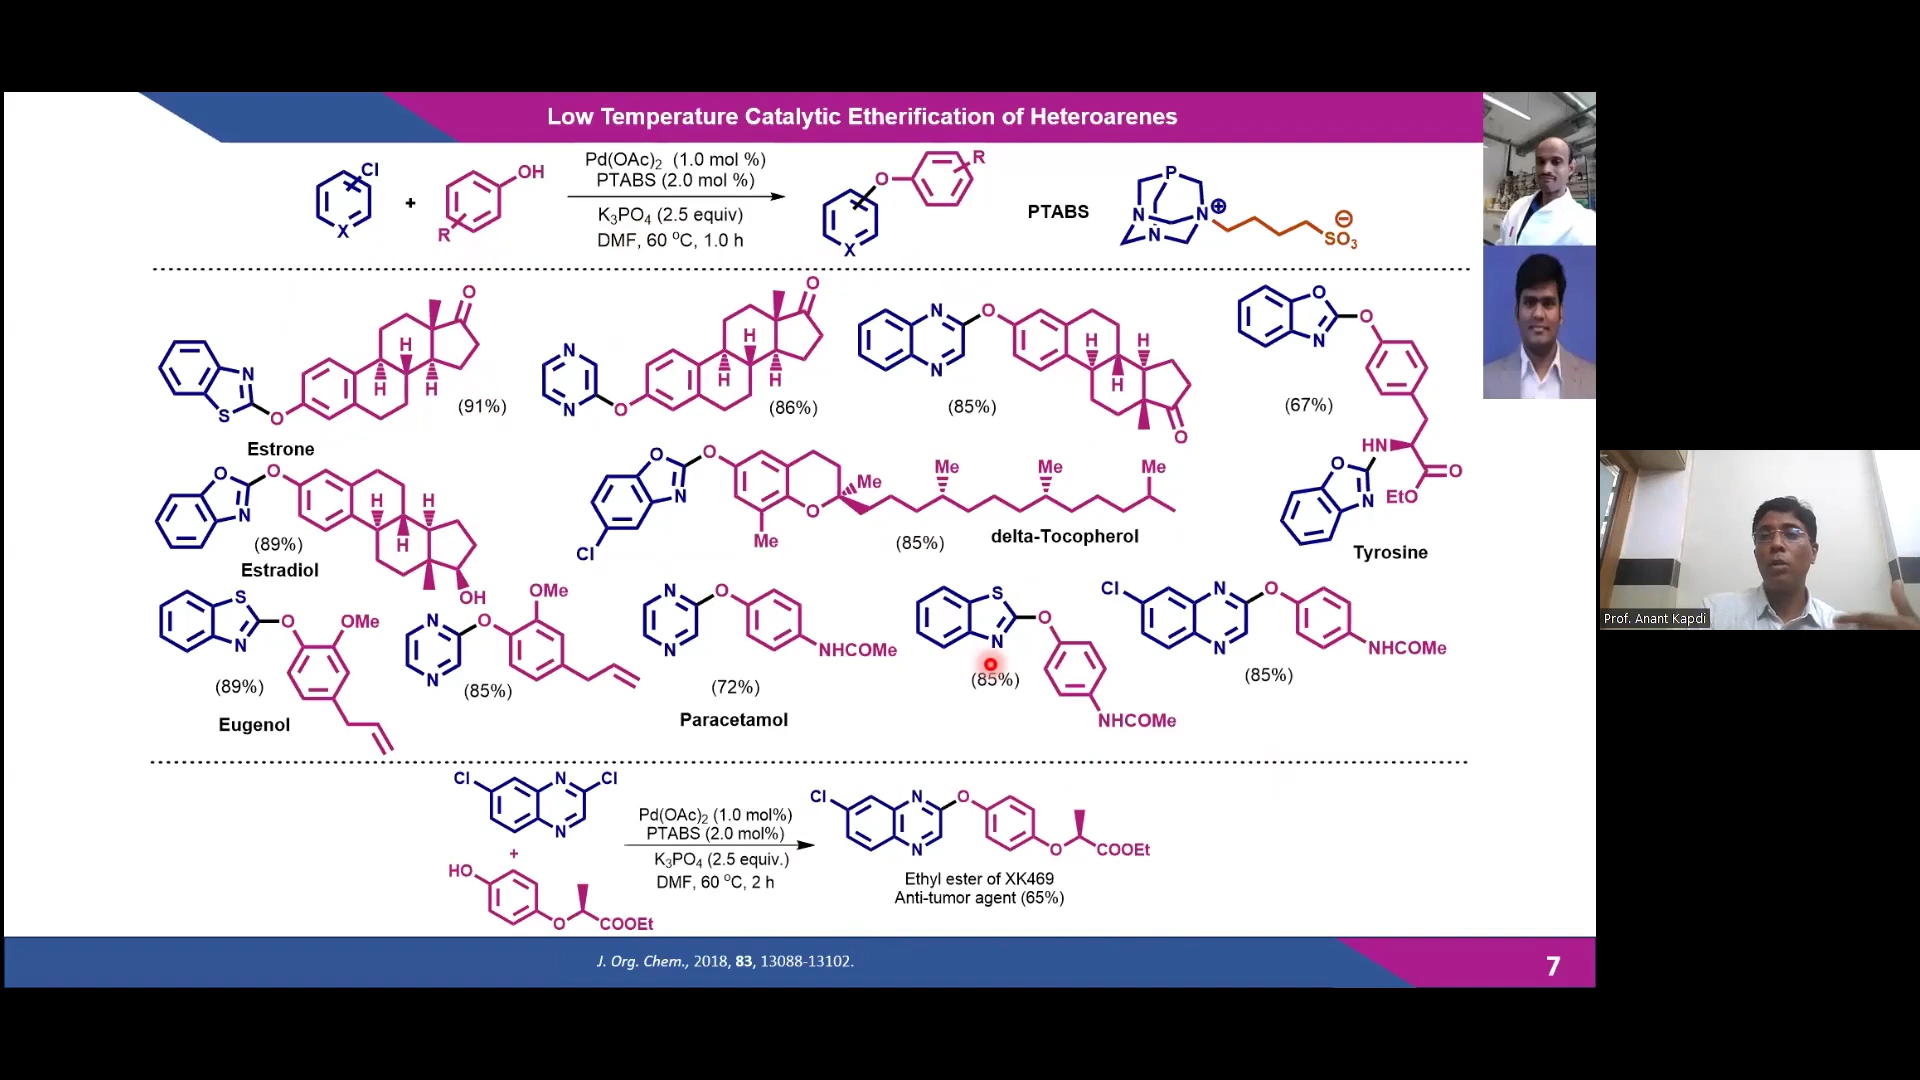 Low Temperature Catalytic Etherification of Heteroarenes
Cl
X
+
OH
R
Pd(OAc)2 (1.0 mol %)
PTABS (2.0 mol %)
K3PO4 (2.5 equiv)
DMF, 60 oC, 1.0 h
O
R
X
PTABS
P
N
N
N
⊕
⊖
SO3
O
H
H
H
N
S
O
(91%)
Estrone
O
H
H
H
N
N
O
(86%)
N
N
O
H
H
H
O
(85%)
O
N
O
(67%)
HN
O
EtO
O
N
Tyrosine
O
N
O
H
H
H
OH
(89%)
Estradiol
O
N
O
Cl
O
Me
Me
Me
Me
Me
(85%)
delta-Tocopherol
S
N
O
OMe
(89%)
Eugenol
N
N
O
OMe
(85%)
N
N
O
NHCOMe
(72%)
Paracetamol
S
N
O
NHCOMe
(85%)
Cl
N
N
O
NHCOMe
(85%)
Cl
N
Cl
N
+
HO
O
COOEt
Pd(OAc)2 (1.0 mol%)
PTABS (2.0 mol%)
K3PO4 (2.5 equiv.)
DMF, 60 oC, 2 h
Cl
N
N
O
O
COOEt
Ethyl ester of XK469
Anti-tumor agent (65%)
J. Org. Chem., 2018, 83, 13088-13102.
7
Prof. Anant Kapdi